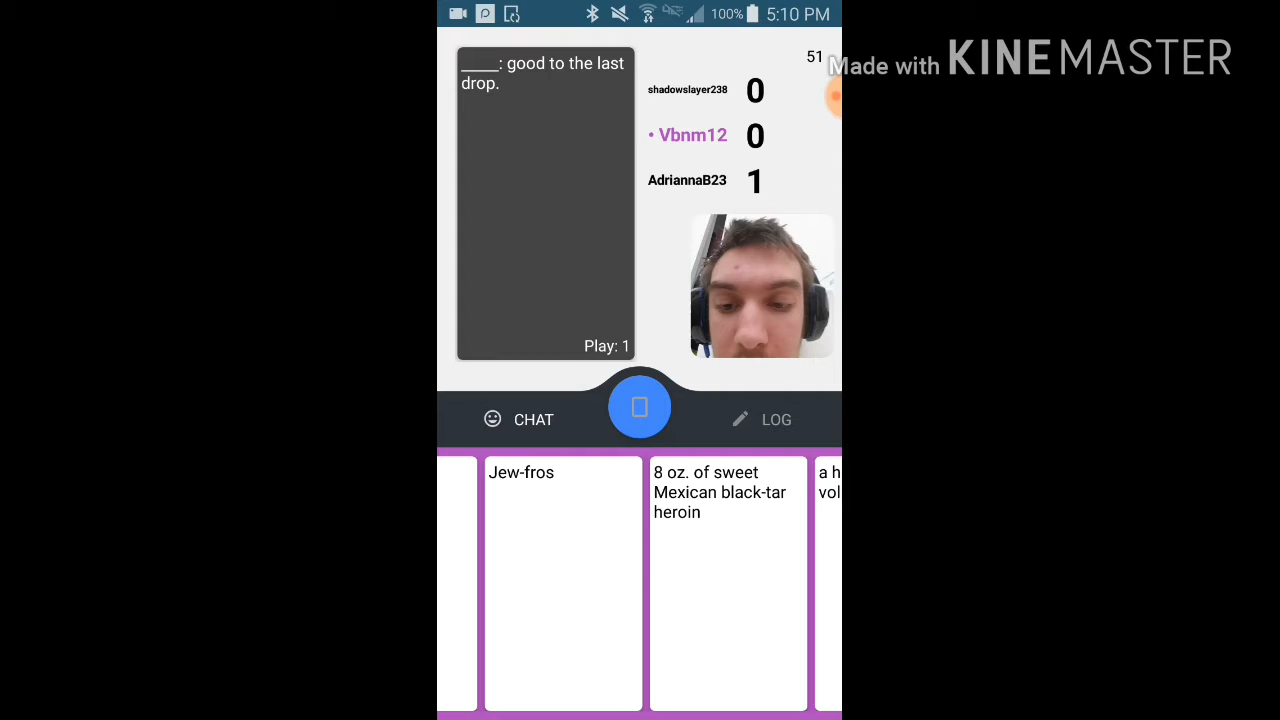 100% 5:10 PM
Made with KINEMASTER
51
_____: good to the last
drop.
shadowslayer238 0
• Vbnm12 0
AdriannaB23 1
Play: 1
CHAT
LOG
Jew-fros
8 oz. of sweet
Mexican black-tar
heroin
a h
vol